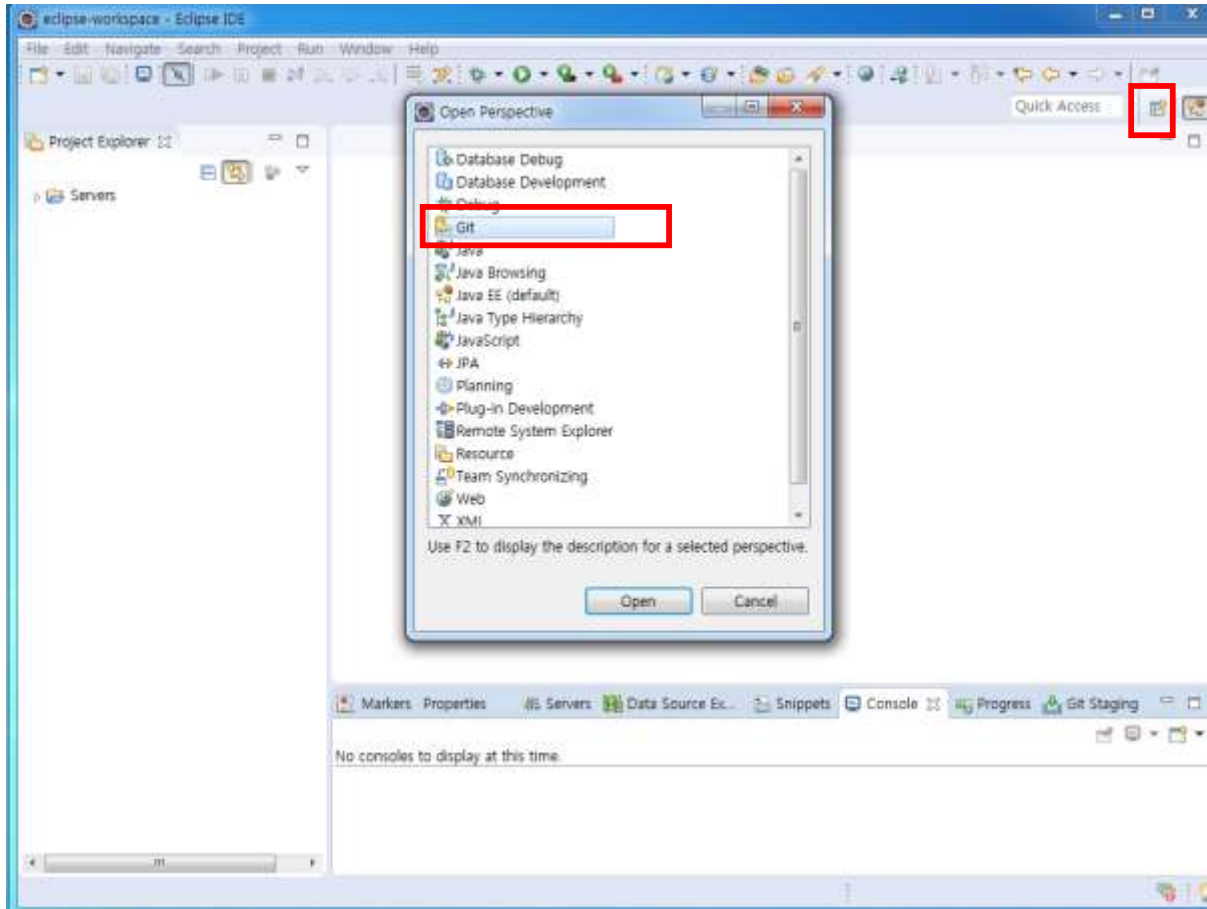 eclipse-workspace - Eclipse IDE
File Edit Navigate Search Project Run Window Help
Quick Access
Project Explorer
Servers
Open Perspective
Database Debug
Database Development
Debug
Git
Java
Java Browsing
Java EE (default)
Java Type Hierarchy
JavaScript
JPA
Planning
Plug-in Development
Remote System Explorer
Resource
Team Synchronizing
Web
XML
Use F2 to display the description for a selected perspective.
Open Cancel
Markers Properties Servers Data Source Ex... Snippets Console Progress Git Staging
No consoles to display at this time.